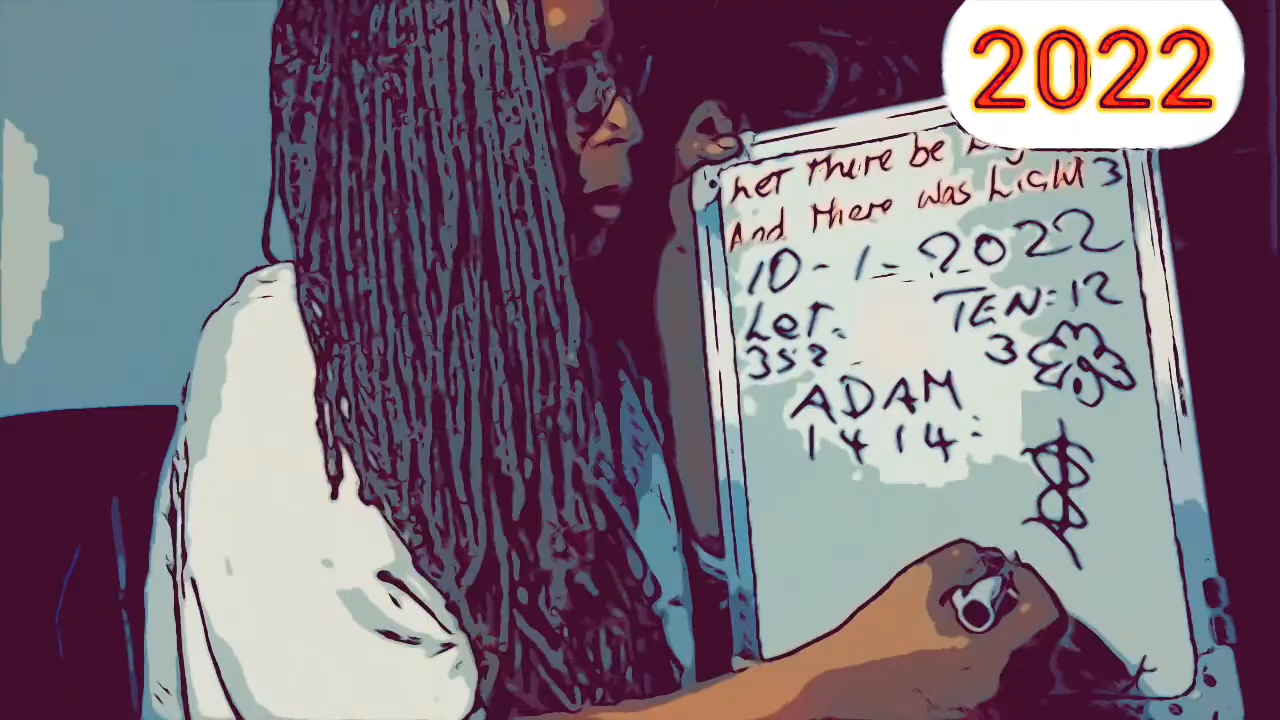 2022
Let there be
And there was Light 3
10 - 1 - 2022
Let. TEN: 12
352 3
ADAM
1414:
$